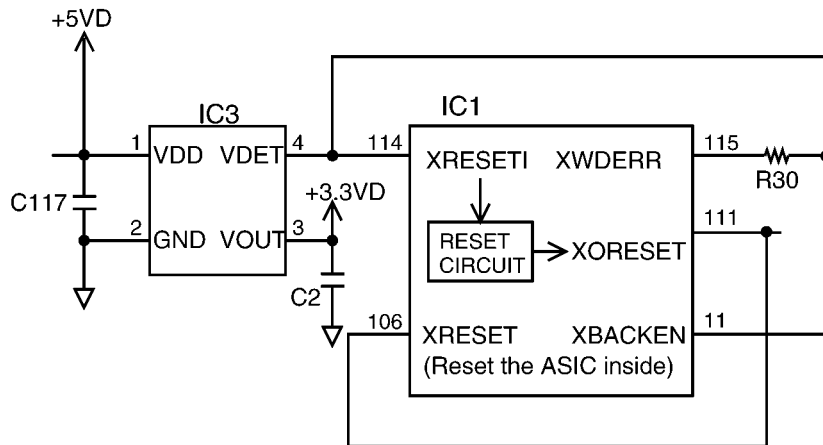 +5VD
IC3
IC1
1
VDD
VDET
4
114
XRESETI
XWDERR
115
R30
C117
+3.3VD
2
GND
VOUT
3
RESET
CIRCUIT
XORESET
111
C2
106
XRESET
XBACKEN
11
(Reset the ASIC inside)